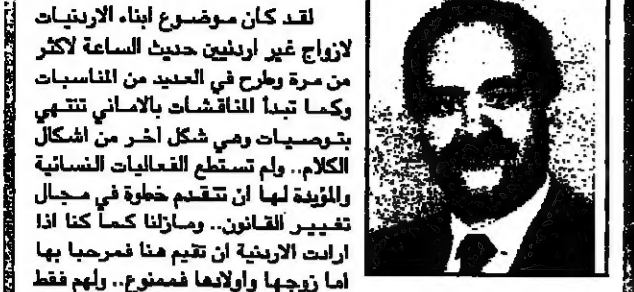 لقد كان موضوع ابناء الاردنيات
لازواج غير اردنيين حديث الساعة لاكثر
من مرة وطرح في العديد من المناسبات
وكما تبدأ المناقشات بالاماني تنتهي
بتوصيات وهي شكل آخر من اشكال
الكلام.. ولم تستطع الفعاليات النسائية
والمؤيدة لها ان تتقدم خطوة في مجال
تغيير القانون.. ومازلنا كما كنا اذا
ارادت الاردنية ان تقيم هنا فمرحبا بها
أما زوجها واولادها فممنوع.. ولهم فقط